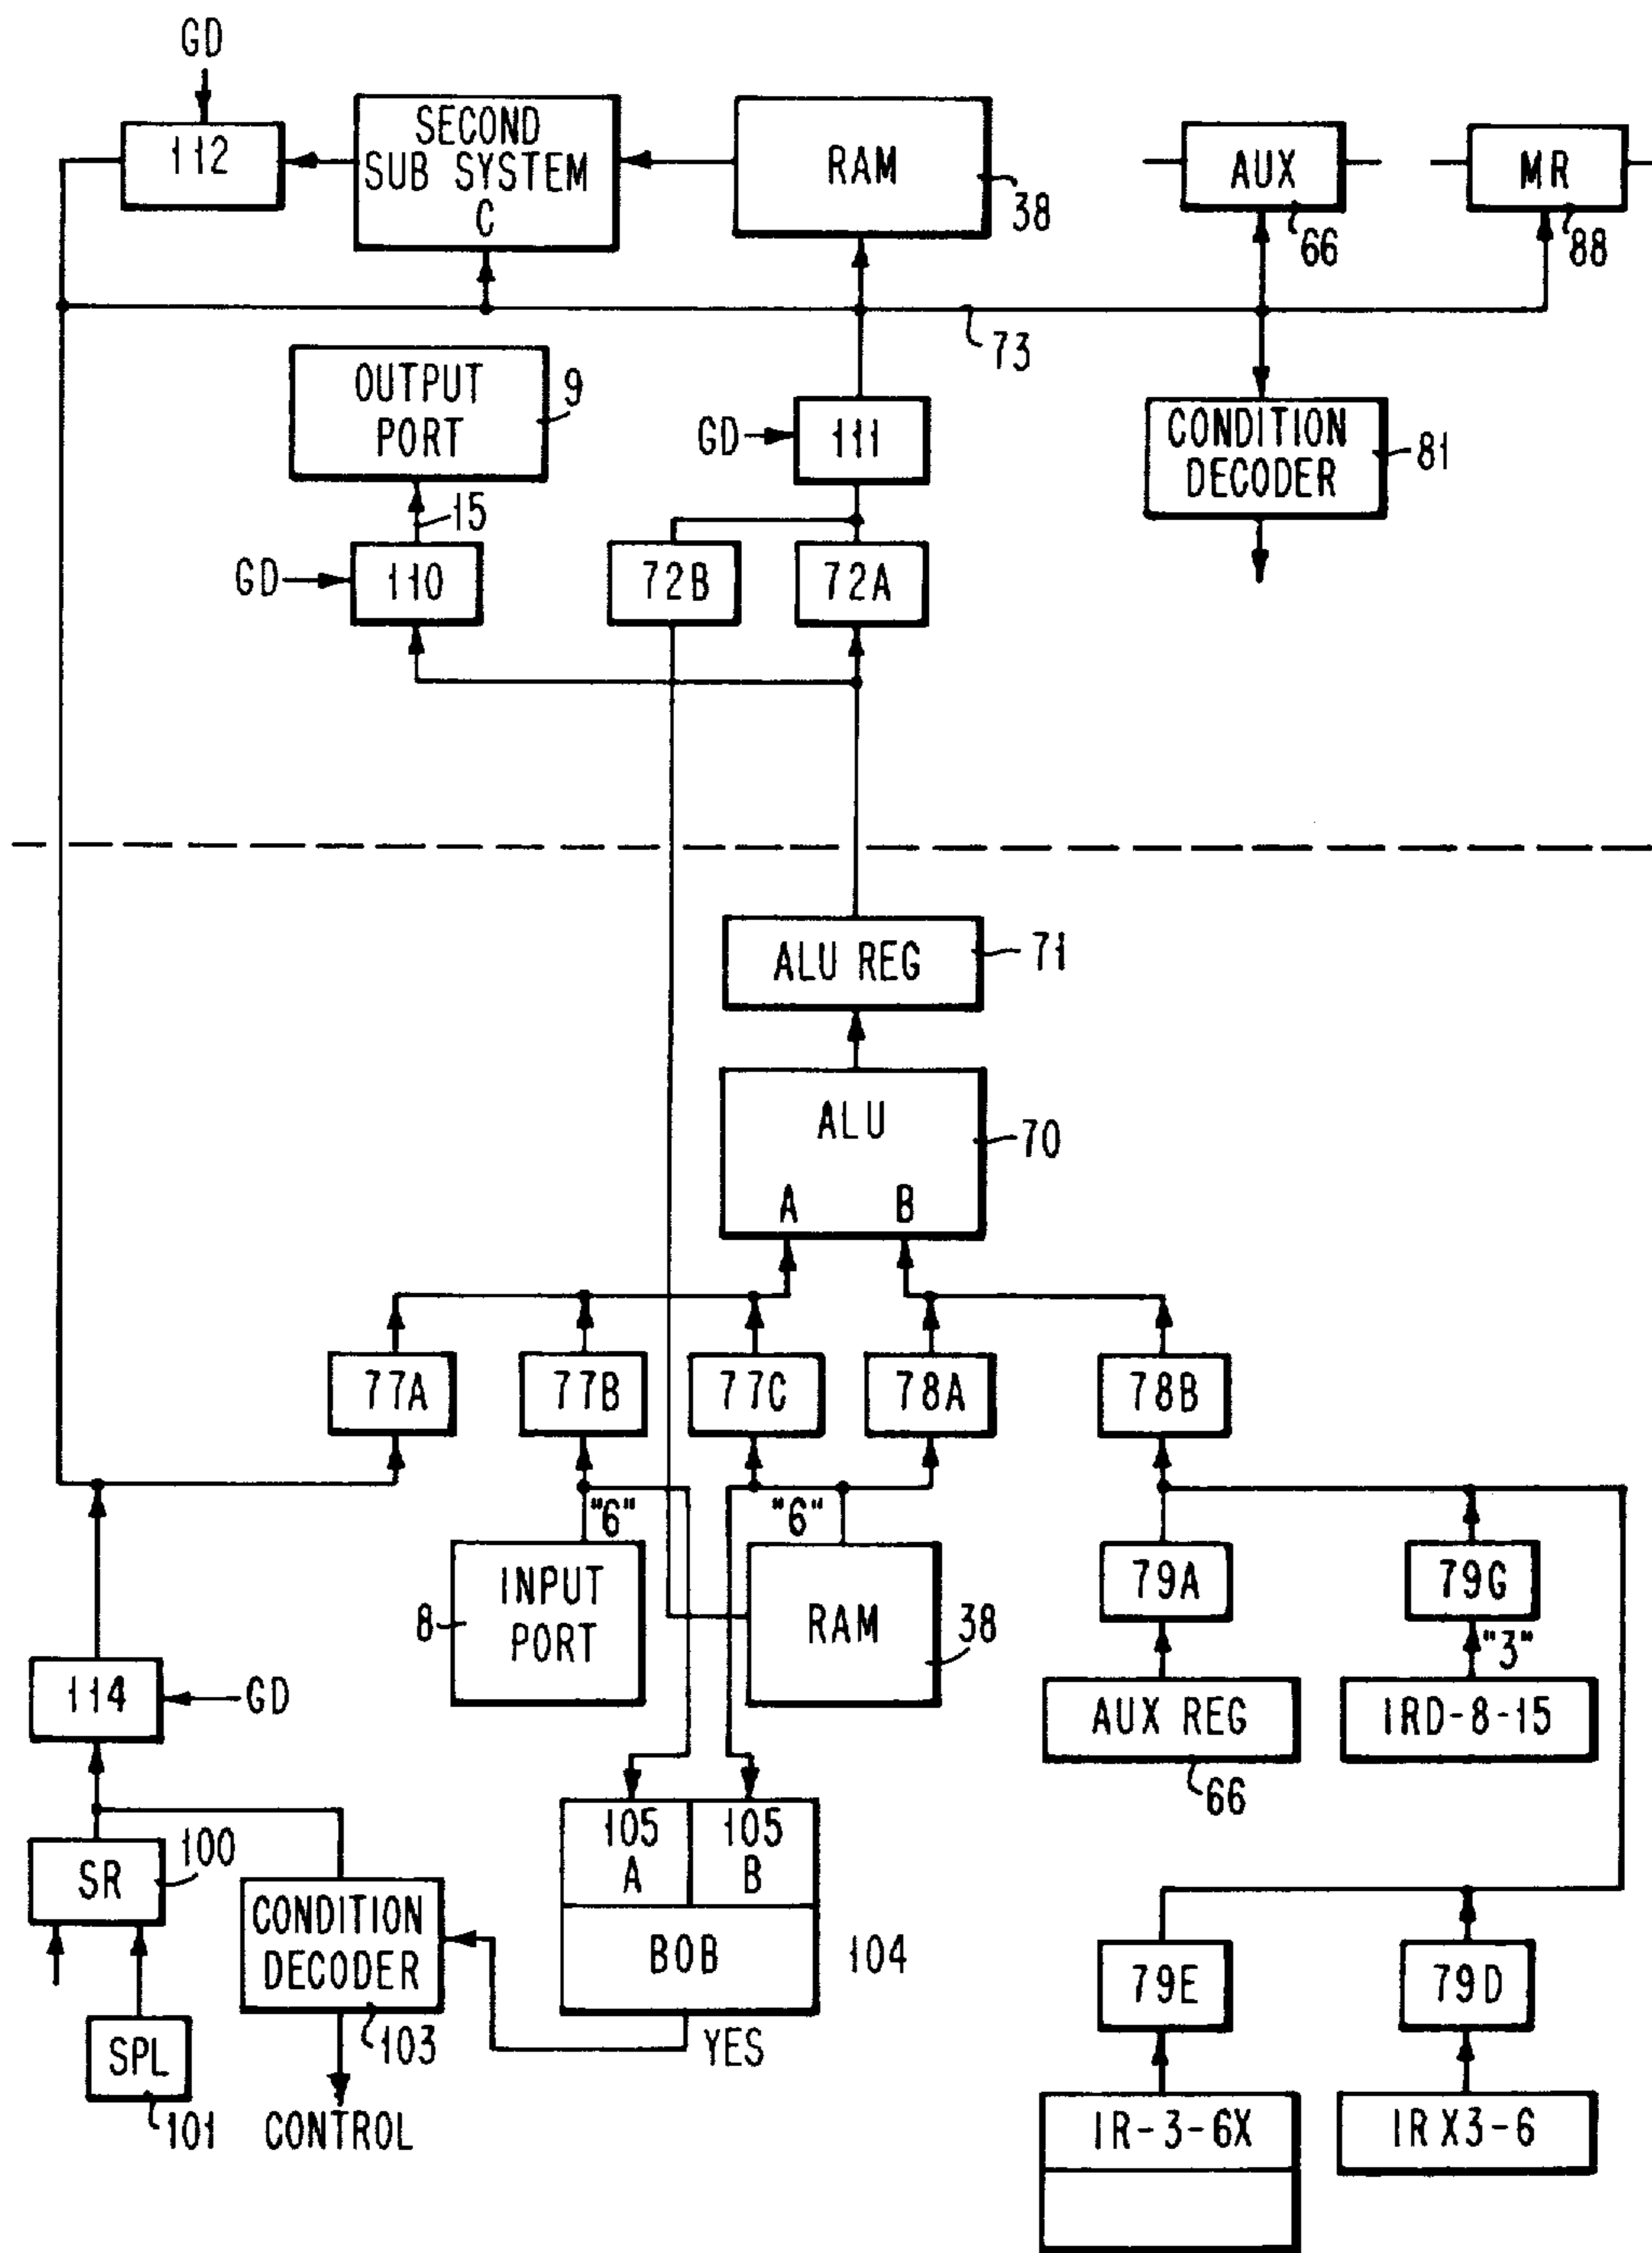 GD
112
SECOND
SUB SYSTEM
C
RAM
38
AUX
66
MR
88
73
OUTPUT
PORT
9
15
GD
111
CONDITION
DECODER
81
GD
110
72B
72A
ALU REG
71
ALU
70
A
B
77A
77B
77C
78A
78B
"6"
"6"
INPUT
PORT
8
RAM
38
79A
79G
"3"
AUX REG
66
IRD-8-15
114
GD
SR
100
SPL
101
CONDITION
DECODER
103
CONTROL
105
A
105
B
BOB
104
YES
79E
79D
IR-3-6X
IR X3-6